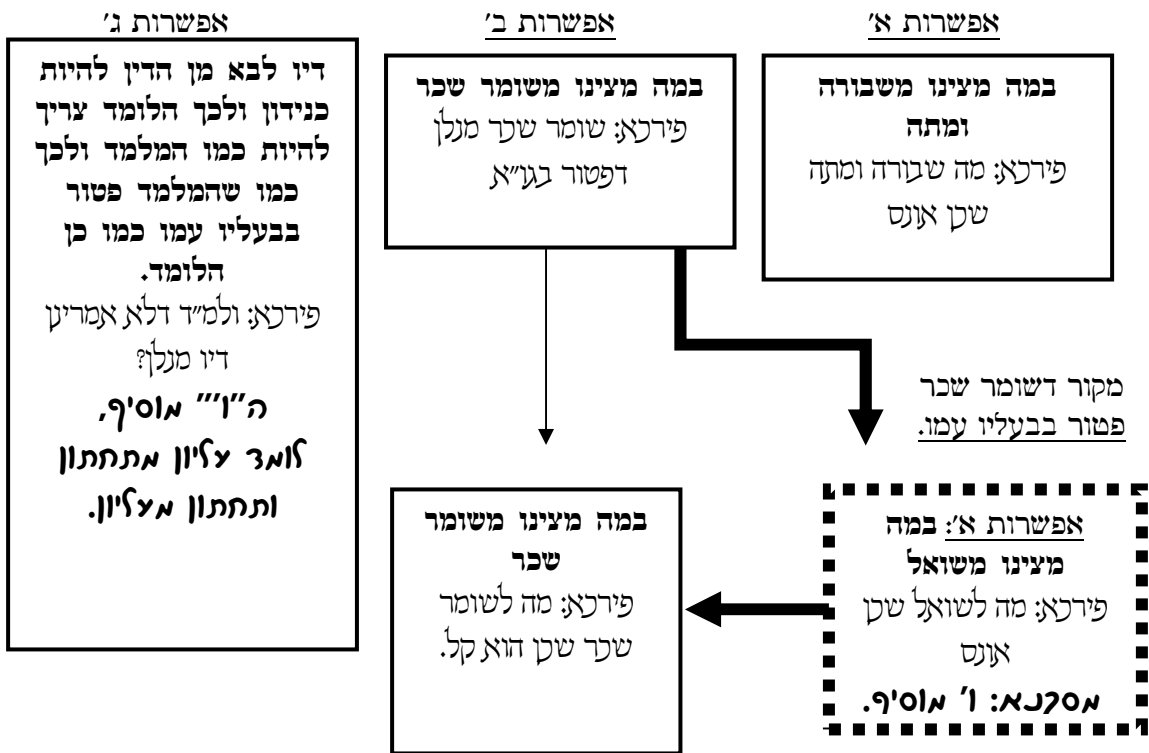 אפשרות א'
במה מצינו משבורה
ומתה
פירכא: מה שבורה ומתה
שכן אונס
אפשרות ב'
במה מצינו משומר שכר
פירכא: שומר שכר מנלן
דפטור בגו"א
אפשרות ג'
דיו לבא מן הדין להיות
כנידון ולכך הלומד צריך
להיות כמו המלמד ולכך
כמו שהמלמד פטור
בבעליו עמו כמו כן
הלומד.
פירכא: ולמ"ד דלא אמרינן
דיו מנלן?
ה"ו'" מוסיף,
לומד עליון מתחתון
ותחתון מעליון.
מקור דשומר שכר
פטור בבעליו עמו.
אפשרות א': במה
מצינו משואל
פירכא: מה לשואל שכן
אונס
מסקנא: ו' מוסיף.
במה מצינו משומר
שכר
פירכא: מה לשומר
שכר שכן הוא קל.